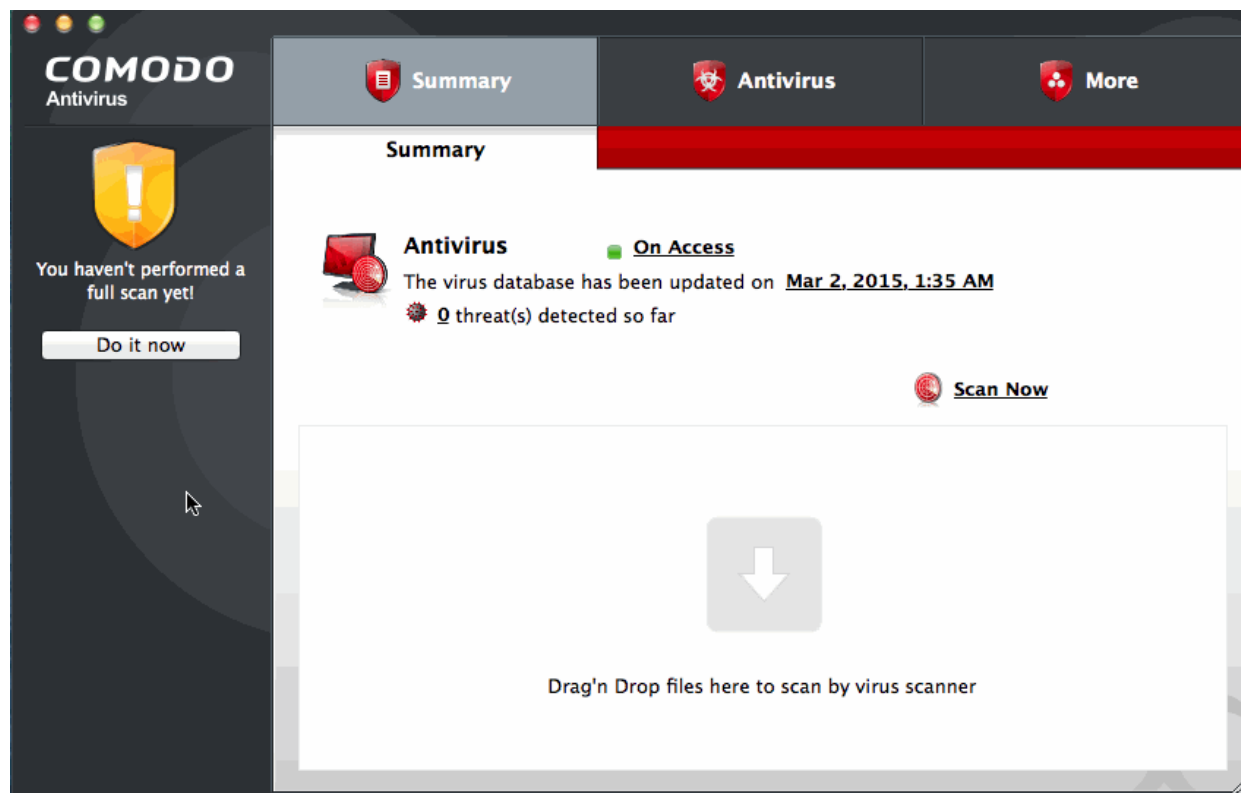 COMODO
Antivirus
Summary
Antivirus
More
Summary
You haven't performed a
full scan yet!
Do it now
Antivirus
On Access
The virus database has been updated on Mar 2, 2015, 1:35 AM
0 threat(s) detected so far
Scan Now
Drag'n Drop files here to scan by virus scanner